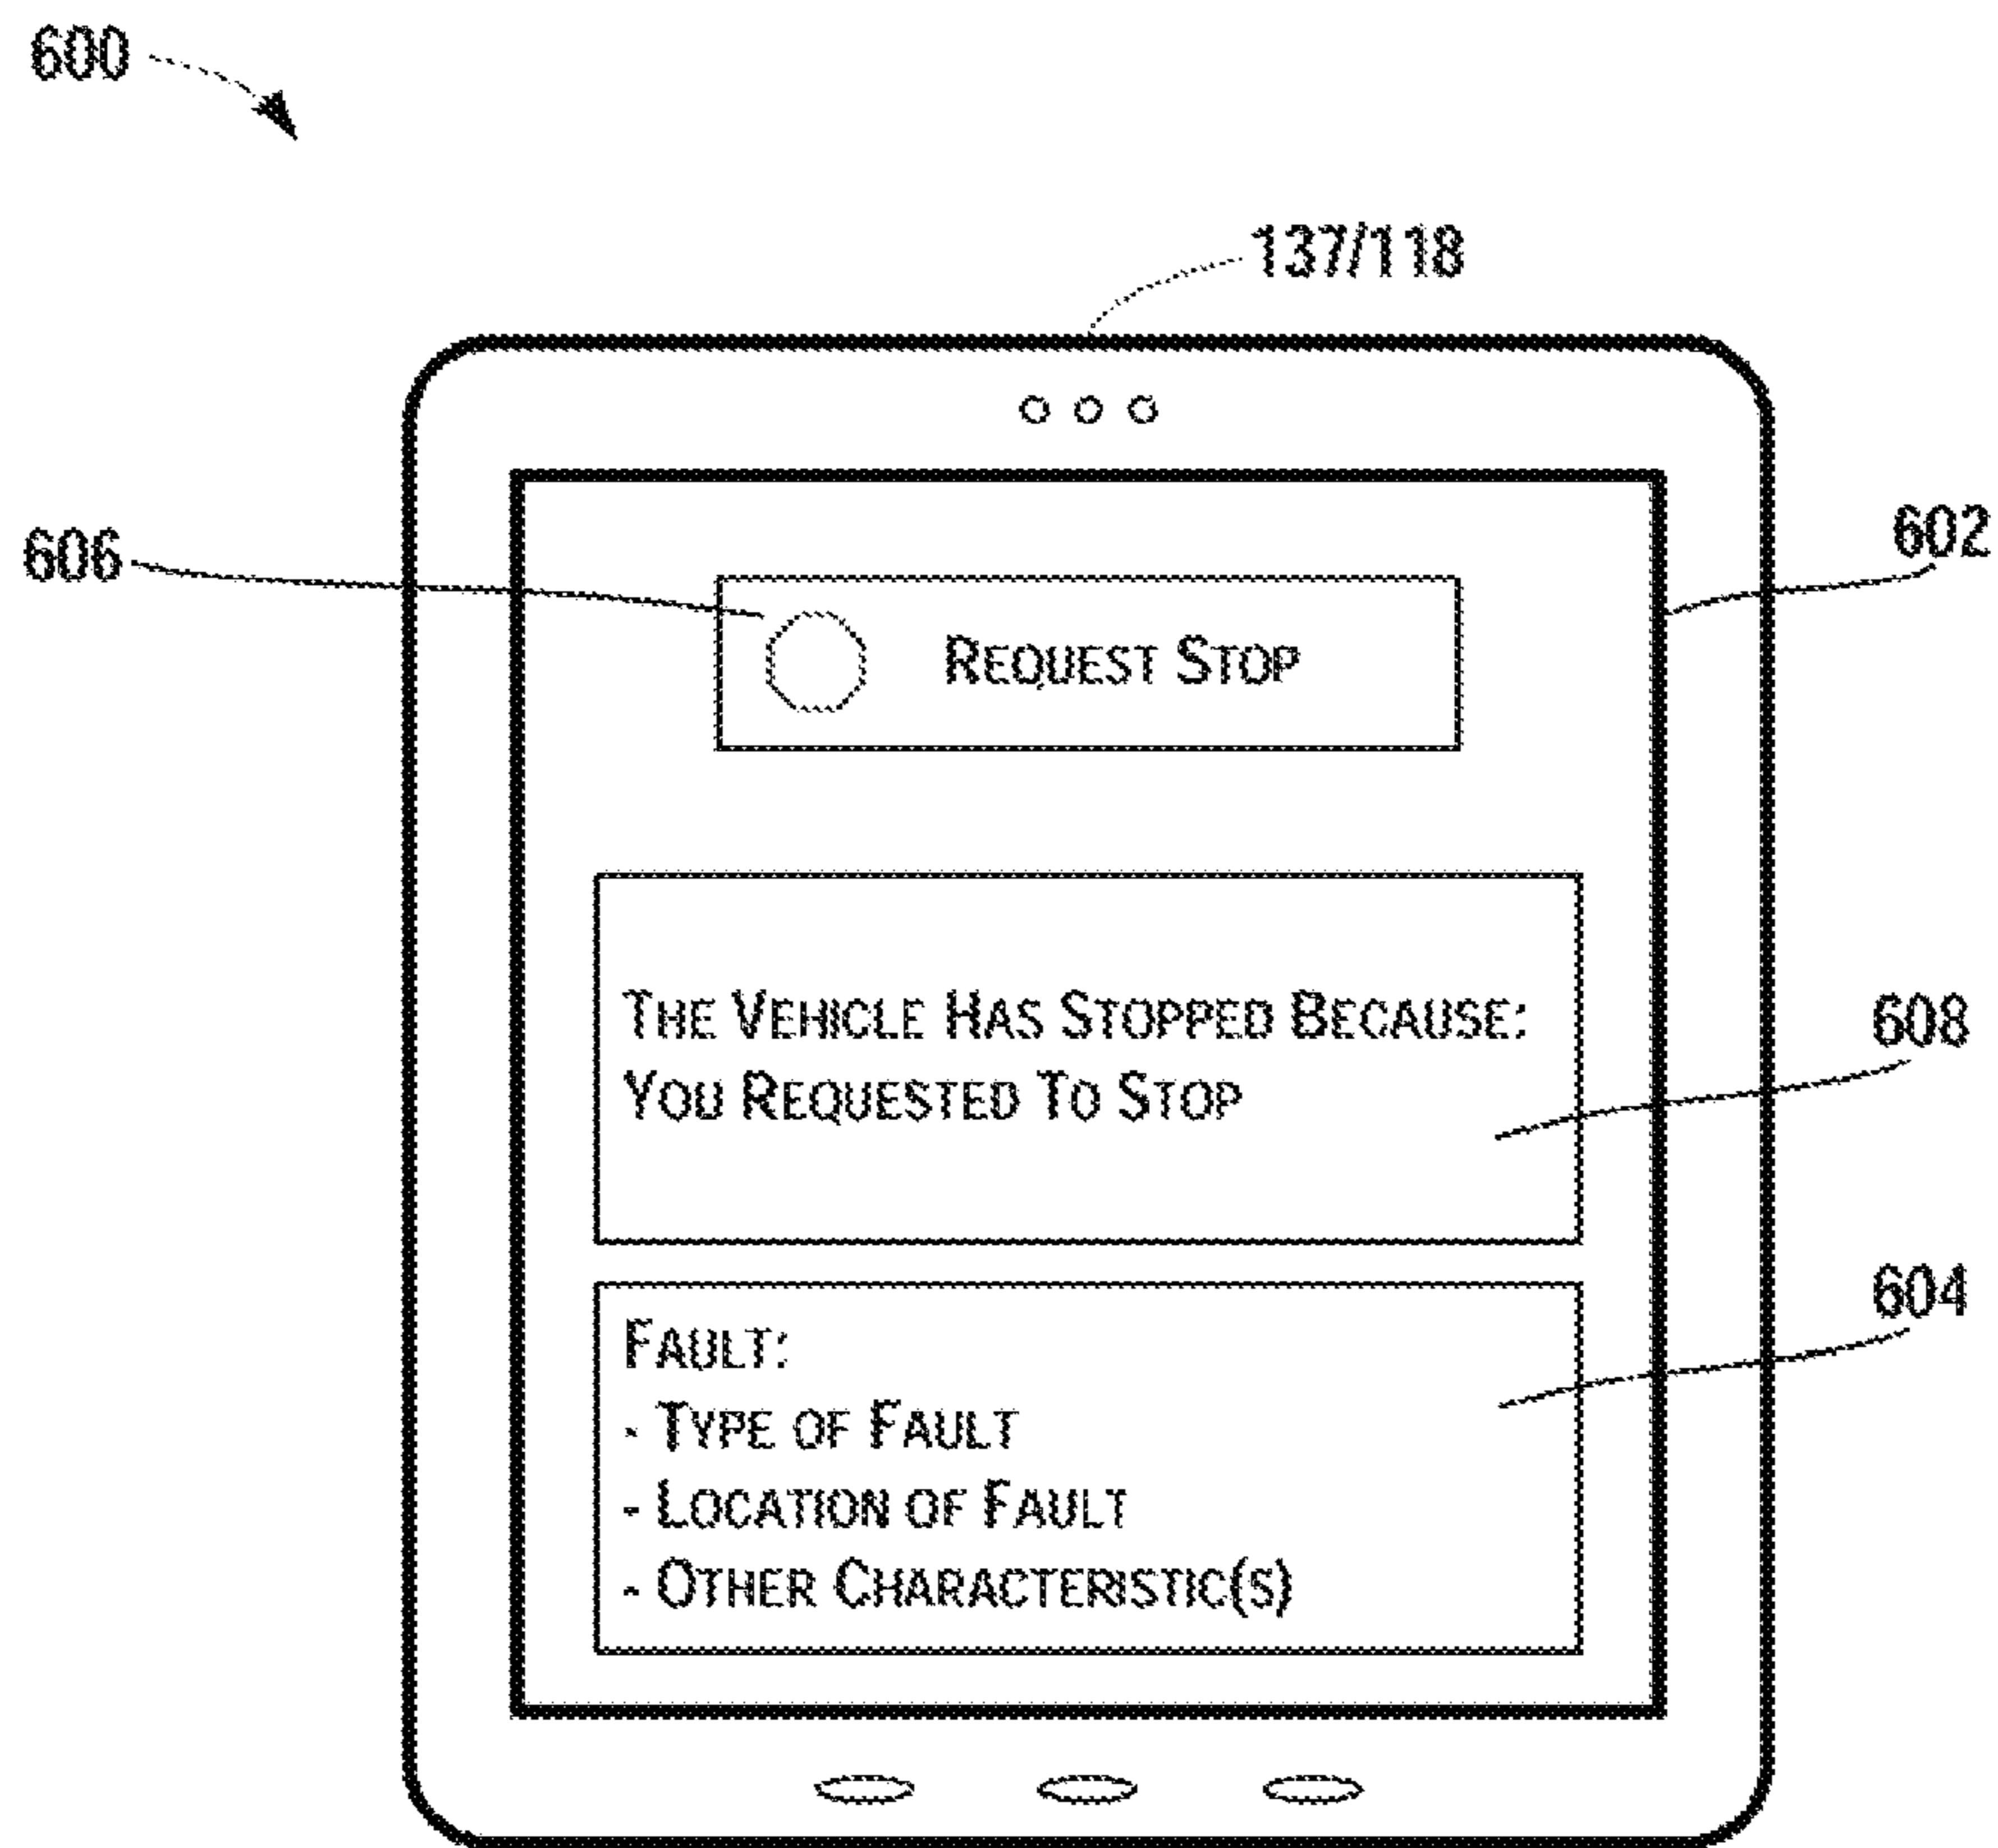 600
137/118
602
606
REQUEST STOP
THE VEHICLE HAS STOPPED BECAUSE:
YOU REQUESTED TO STOP
608
604
FAULT:
- TYPE OF FAULT
- LOCATION OF FAULT
- OTHER CHARACTERISTIC(S)